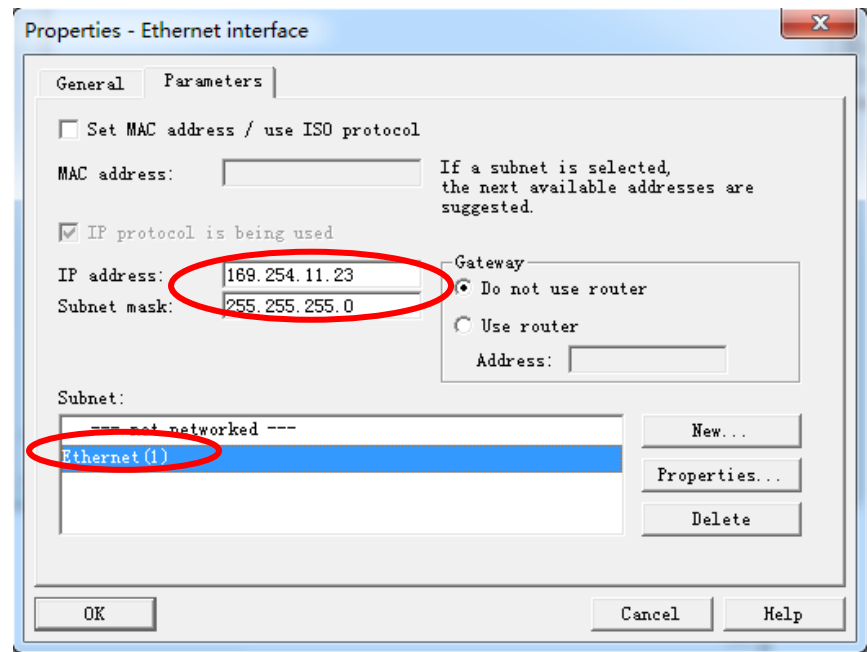 Properties - Ethernet interface
General Parameters
Set MAC address / use ISO protocol
MAC address:
If a subnet is selected,
the next available addresses are
suggested.
IP protocol is being used
IP address: 169.254.11.23
Subnet mask: 255.255.255.0
Gateway
Do not use router
Use router
Address:
Subnet:
--- not networked ---
Ethernet(1)
New...
Properties...
Delete
OK Cancel Help